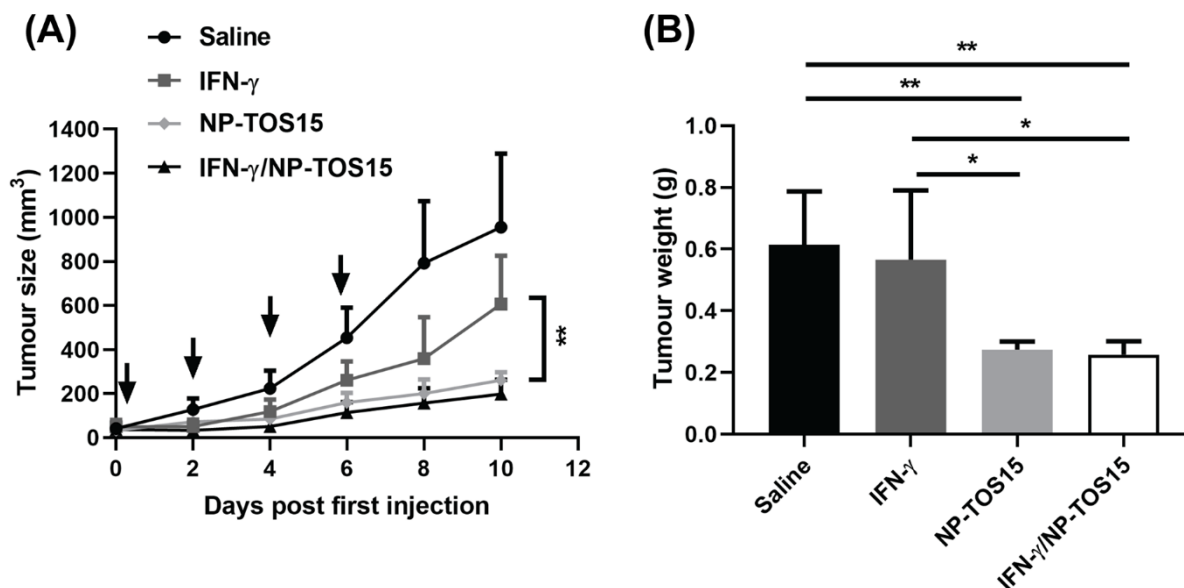 (A)
Saline
IFN-γ
NP-TOS15
IFN-γ/NP-TOS15
1400
1200
1000
800
600
400
200
0
Tumour size (mm³)
**
0 2 4 6 8 10 12
Days post first injection
(B)
**
**
*
*
1.0
0.8
0.6
0.4
0.2
0.0
Tumour weight (g)
Saline
IFN-γ
NP-TOS15
IFN-γ/NP-TOS15